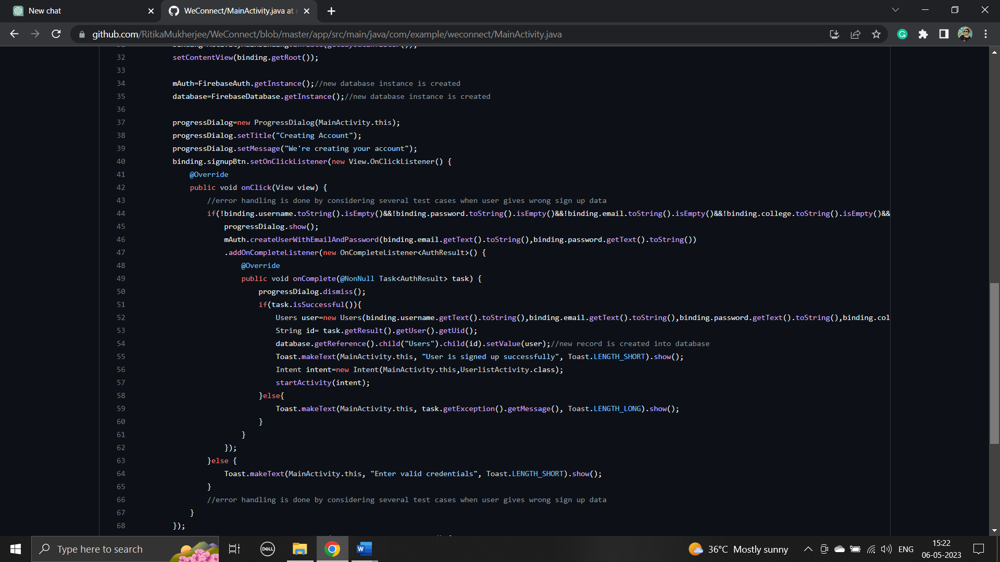 New chat
WeConnect/MainActivity.java at
github.com/RitikaMukherjee/WeConnect/blob/master/app/src/main/java/com/example/weconnect/MainActivity.java
32 setContentView(binding.getRoot());
33
34 mAuth=FirebaseAuth.getInstance();//new database instance is created
35 database=FirebaseDatabase.getInstance();//new database instance is created
36
37 progressDialog=new ProgressDialog(MainActivity.this);
38 progressDialog.setTitle("Creating Account");
39 progressDialog.setMessage("We're creating your account");
40 binding.signupBtn.setOnClickListener(new View.OnClickListener() {
41 @Override
42 public void onClick(View view) {
43 //error handling is done by considering several test cases when user gives wrong sign up data
44 if(!binding.username.toString().isEmpty()&&!binding.password.toString().isEmpty()&&!binding.email.toString().isEmpty()&&!binding.college.toString().isEmpty()&&
45 progressDialog.show();
46 mAuth.createUserWithEmailAndPassword(binding.email.getText().toString(),binding.password.getText().toString())
47 .addOnCompleteListener(new OnCompleteListener<AuthResult>() {
48 @Override
49 public void onComplete(@NonNull Task<AuthResult> task) {
50 progressDialog.dismiss();
51 if(task.isSuccessful()){
52 Users user=new Users(binding.username.getText().toString(),binding.email.getText().toString(),binding.password.getText().toString(),binding.col
53 String id= task.getResult().getUser().getUid();
54 database.getReference().child("Users").child(id).setValue(user);//new record is created into database
55 Toast.makeText(MainActivity.this, "User is signed up successfully", Toast.LENGTH_SHORT).show();
56 Intent intent=new Intent(MainActivity.this,UserlistActivity.class);
57 startActivity(intent);
58 }else{
59 Toast.makeText(MainActivity.this, task.getException().getMessage(), Toast.LENGTH_LONG).show();
60 }
61 }
62 });
63 }else {
64 Toast.makeText(MainActivity.this, "Enter valid credentials", Toast.LENGTH_SHORT).show();
65 }
66 //error handling is done by considering several test cases when user gives wrong sign up data
67 }
68 });
Type here to search
DELL
W
36°C Mostly sunny
ENG
15:22
06-05-2023